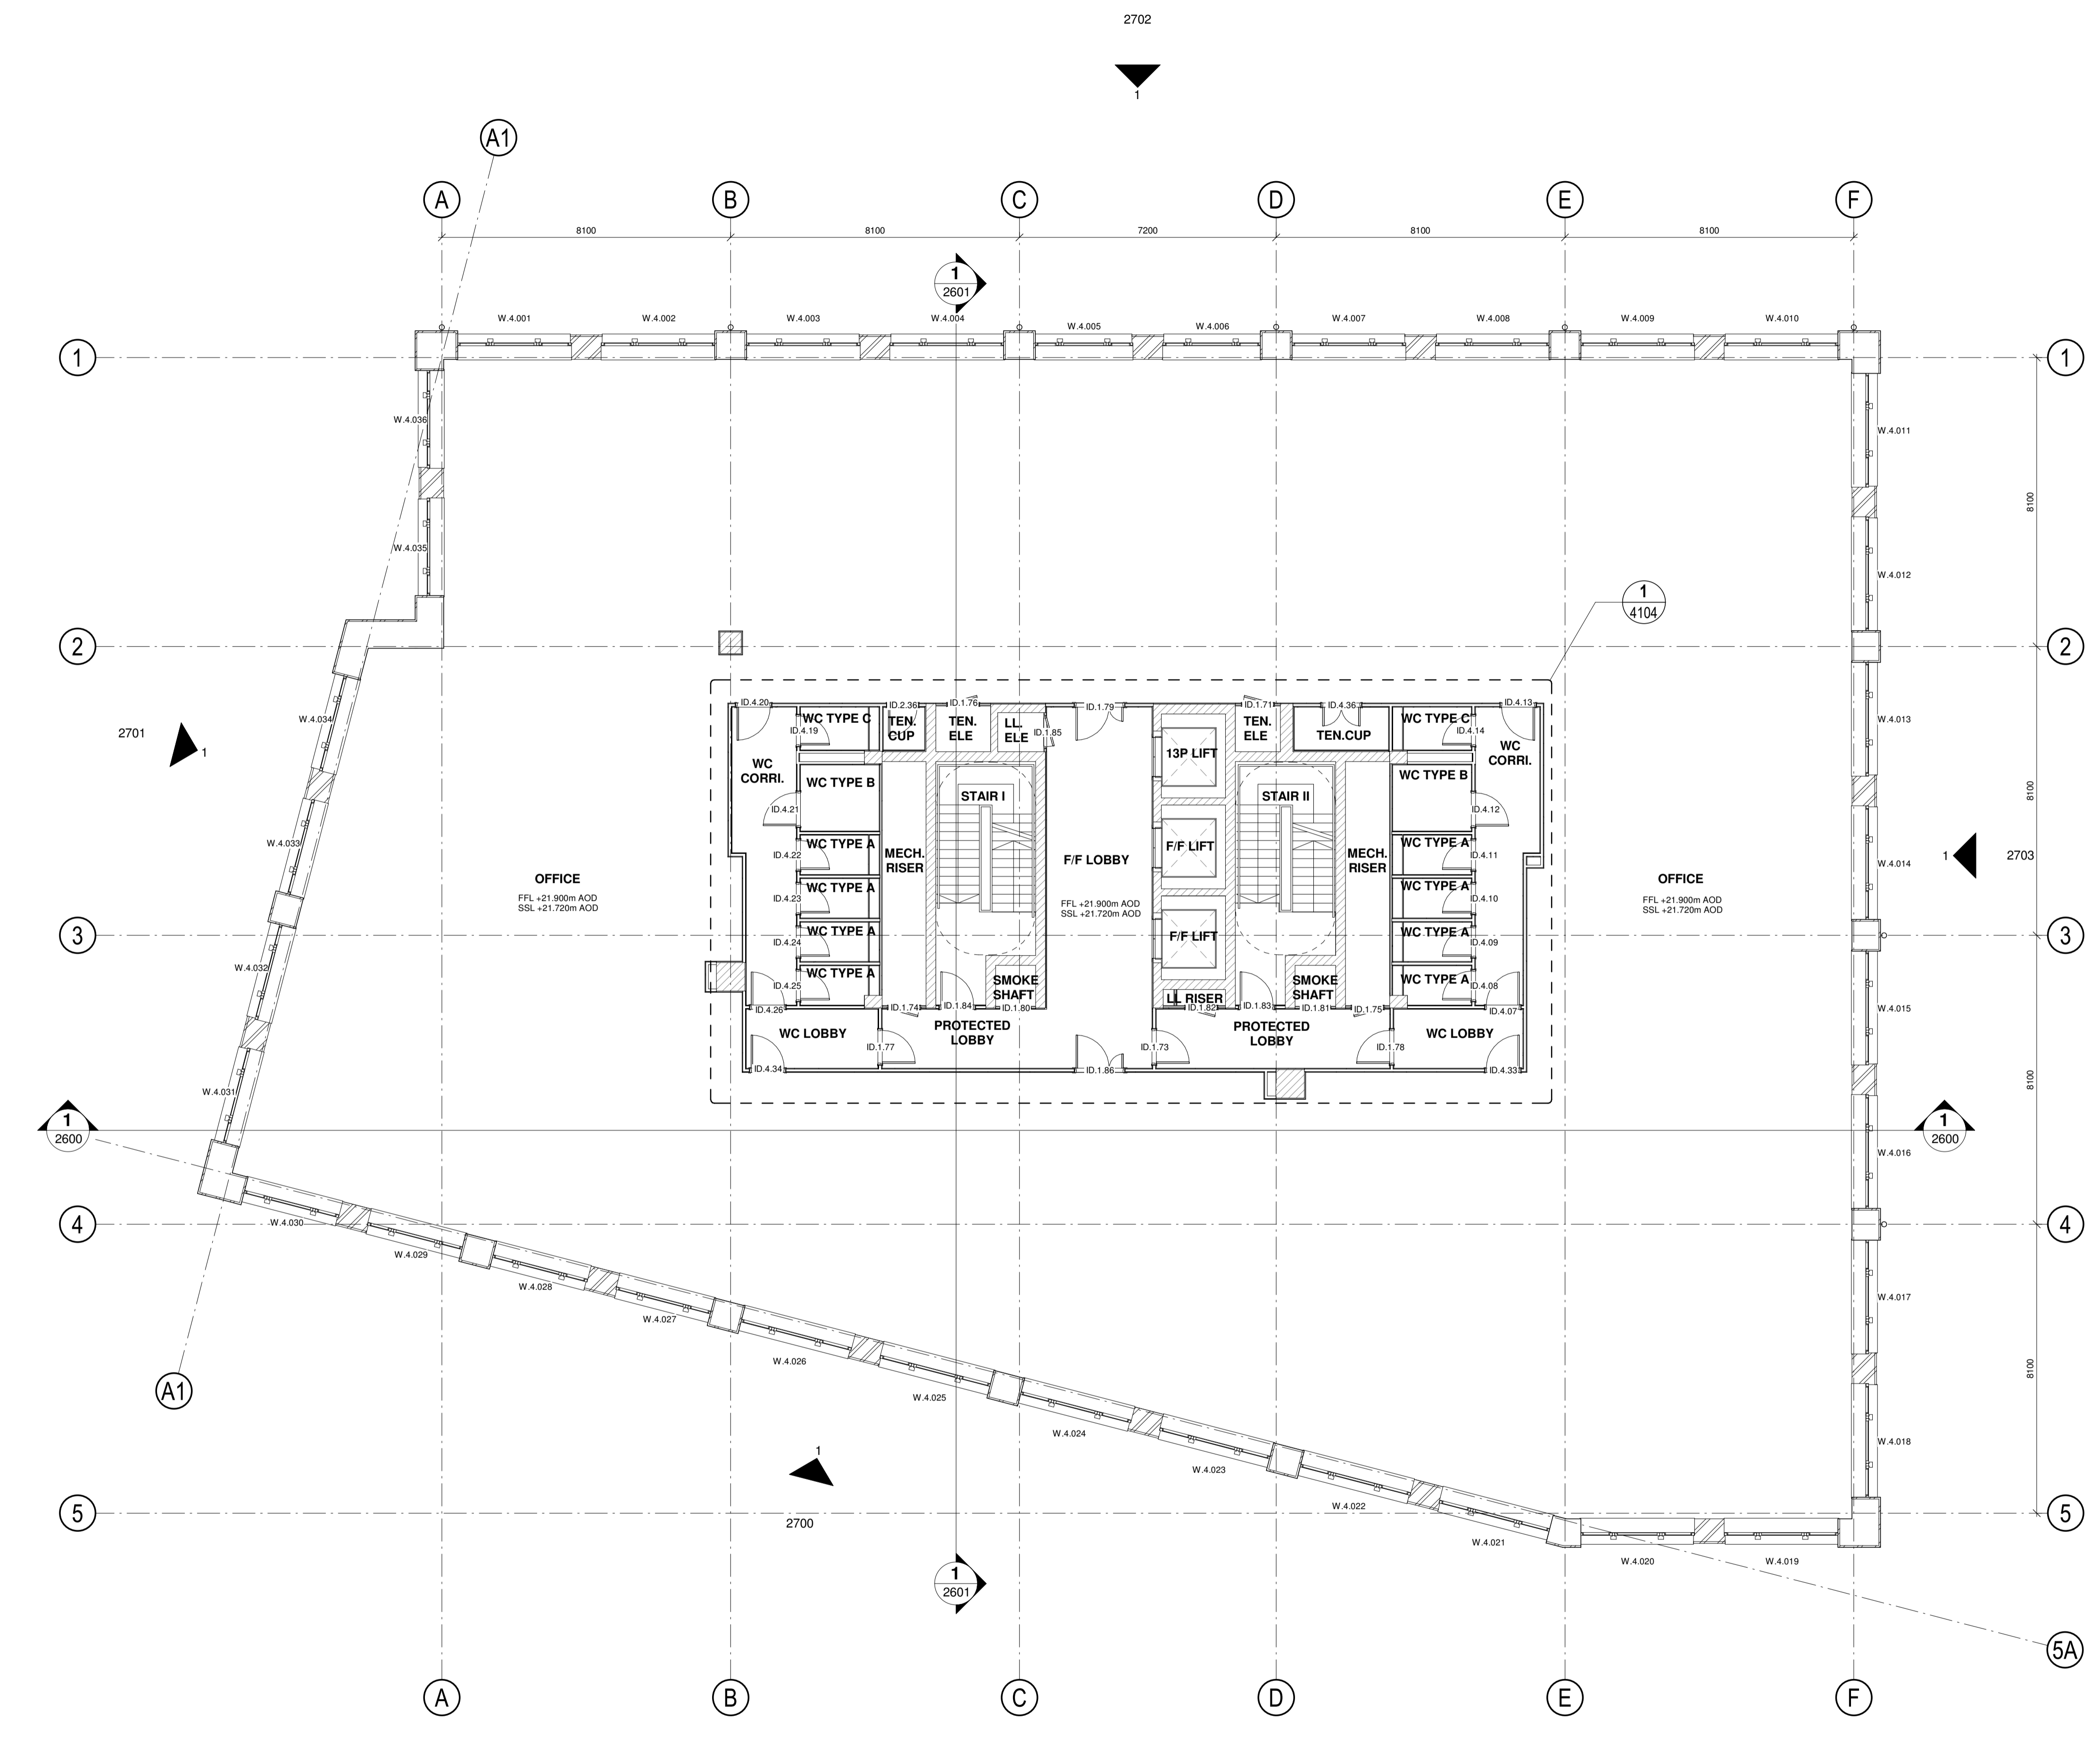 2702
1
A1
A
B
C
D
E
F
8100
8100
7200
8100
8100
1
2601
W.4.001
W.4.002
W.4.003
W.4.004
W.4.005
W.4.006
W.4.007
W.4.008
W.4.009
W.4.010
1
1
W.4.036
W.4.011
8100
W.4.035
W.4.012
1
4104
2
2
ID.4.20
ID.2.36
ID.1.76
ID.1.79
ID.1.71
ID.4.36
ID.4.13
W.4.034
WC TYPE C
TEN.
CUP
TEN.
ELE
LL.
ELE
TEN.
ELE
TEN.CUP
WC TYPE C
W.4.013
2701
1
ID.4.19
ID.1.85
ID.4.14
WC
CORRI.
13P LIFT
WC
CORRI.
WC TYPE B
WC TYPE B
8100
STAIR I
STAIR II
ID.4.21
ID.4.12
W.4.033
WC TYPE A
WC TYPE A
F/F LIFT
ID.4.22
MECH.
RISER
F/F LOBBY
MECH.
RISER
ID.4.11
W.4.014
1
2703
OFFICE
FFL +21.900m AOD
SSL +21.720m AOD
WC TYPE A
ID.4.23
FFL +21.900m AOD
SSL +21.720m AOD
WC TYPE A
ID.4.10
OFFICE
FFL +21.900m AOD
SSL +21.720m AOD
3
WC TYPE A
ID.4.24
F/F LIFT
WC TYPE A
ID.4.09
3
W.4.032
WC TYPE A
ID.4.25
SMOKE
SHAFT
LL RISER
SMOKE
SHAFT
WC TYPE A
ID.4.08
ID.4.26
ID.1.74
ID.1.84
ID.1.80
ID.1.82
ID.1.83
ID.1.81
ID.1.75
ID.4.07
W.4.015
WC LOBBY
PROTECTED
LOBBY
PROTECTED
LOBBY
WC LOBBY
ID.1.77
ID.1.73
ID.1.78
ID.4.34
ID.1.86
ID.4.33
8100
W.4.031
1
2600
1
2600
W.4.016
4
W.4.030
4
W.4.029
W.4.028
W.4.017
W.4.027
W.4.026
8100
A1
W.4.025
W.4.024
W.4.018
1
W.4.023
W.4.022
5
2700
5
W.4.021
W.4.020
W.4.019
1
2601
5A
A
B
C
D
E
F